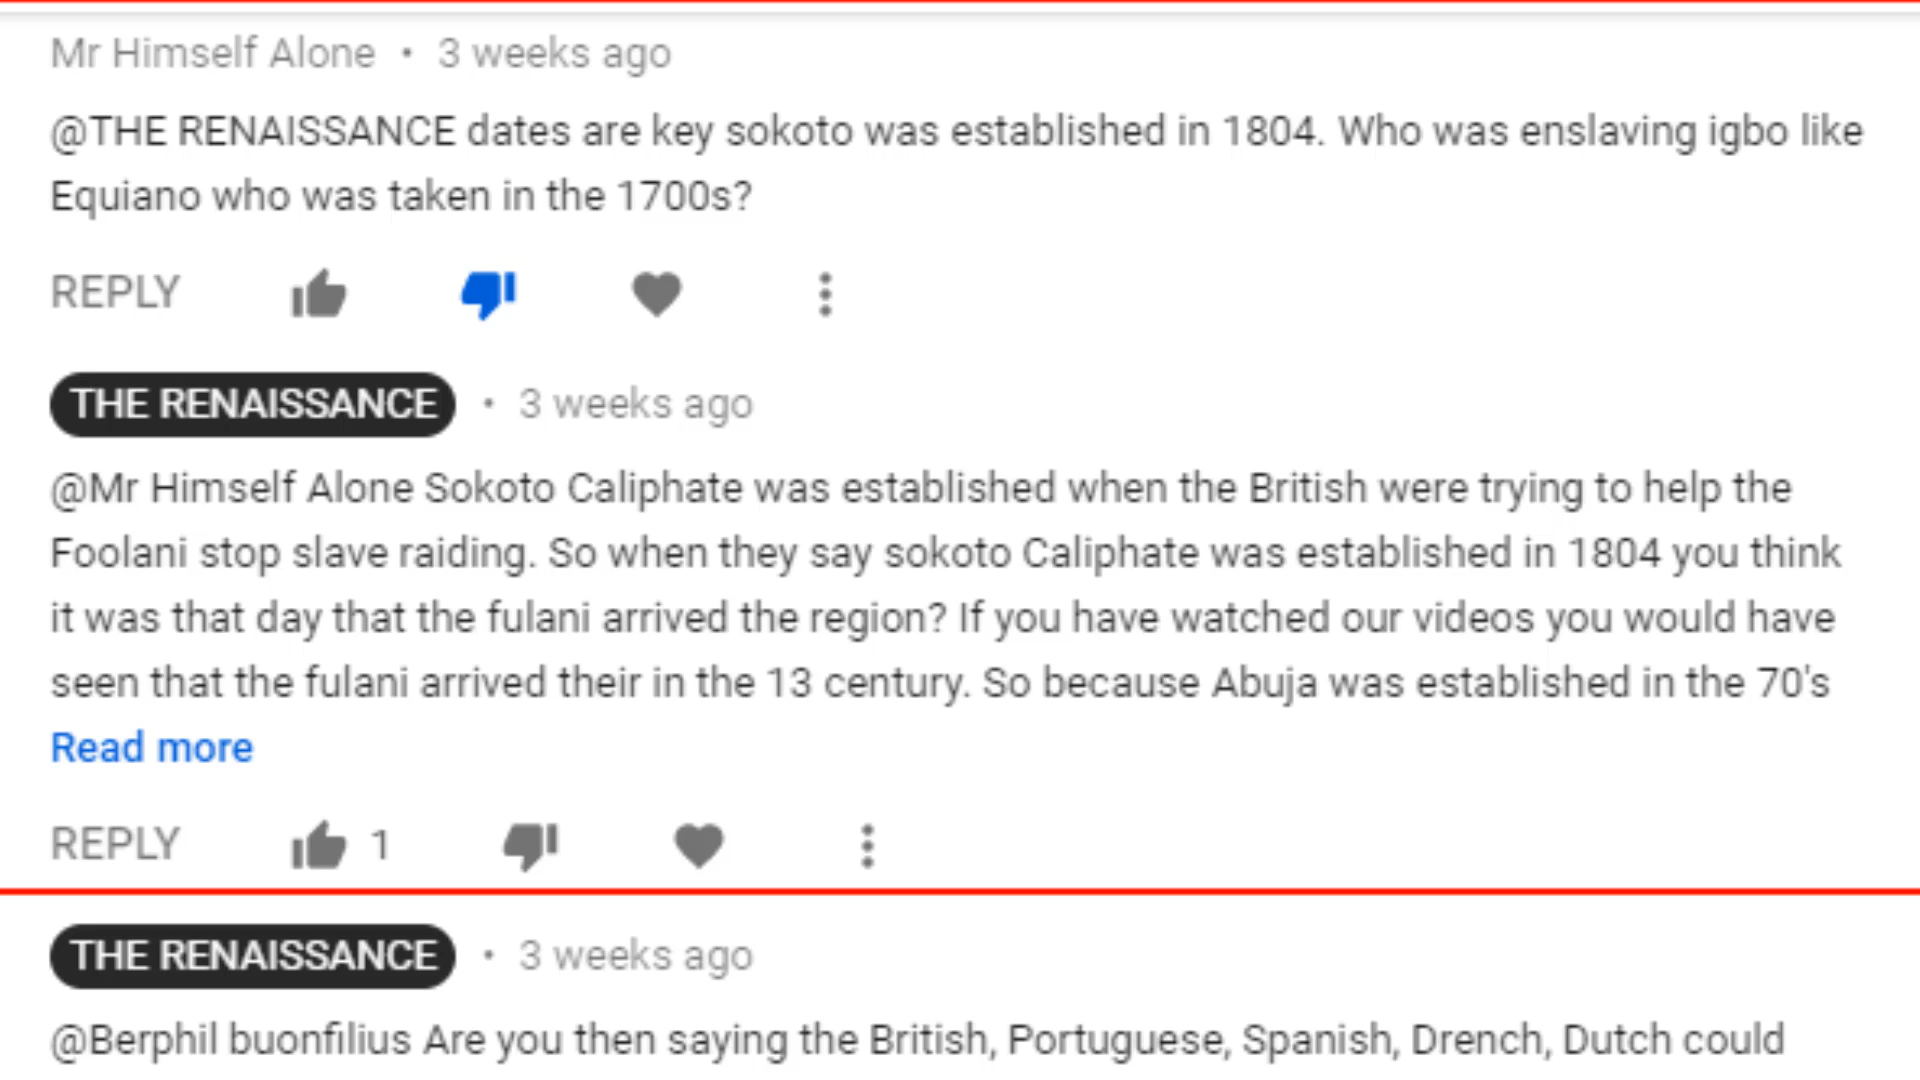 Mr Himself Alone • 3 weeks ago
@THE RENAISSANCE dates are key sokoto was established in 1804. Who was enslaving igbo like
Equiano who was taken in the 1700s?
REPLY
THE RENAISSANCE • 3 weeks ago
@Mr Himself Alone Sokoto Caliphate was established when the British were trying to help the
Foolani stop slave raiding. So when they say sokoto Caliphate was established in 1804 you think
it was that day that the fulani arrived the region? If you have watched our videos you would have
seen that the fulani arrived their in the 13 century. So because Abuja was established in the 70's
Read more
REPLY 1
THE RENAISSANCE • 3 weeks ago
@Berphil buonfilius Are you then saying the British, Portuguese, Spanish, Drench, Dutch could